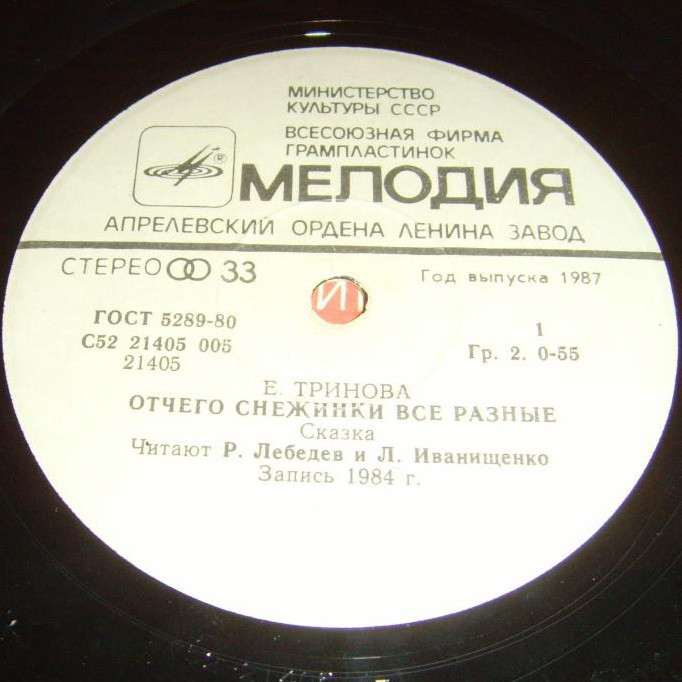 МИНИСТЕРСТВО
КУЛЬТУРЫ СССР
ВСЕСОЮЗНАЯ ФИРМА
ГРАМПЛАСТИНОК
®
МЕЛОДИЯ
АПРЕЛЕВСКИЙ ОРДЕНА ЛЕНИНА ЗАВОД
СТЕРЕО 33
Год выпуска 1987
ГОСТ 5289-80
С52 21405 005
21405
1
Гр. 2. 0-55
Е. ТРИНОВА
ОТЧЕГО СНЕЖИНКИ ВСЕ РАЗНЫЕ
Сказка
Читают Р. Лебедев и Л. Иванищенко
Запись 1984 г.